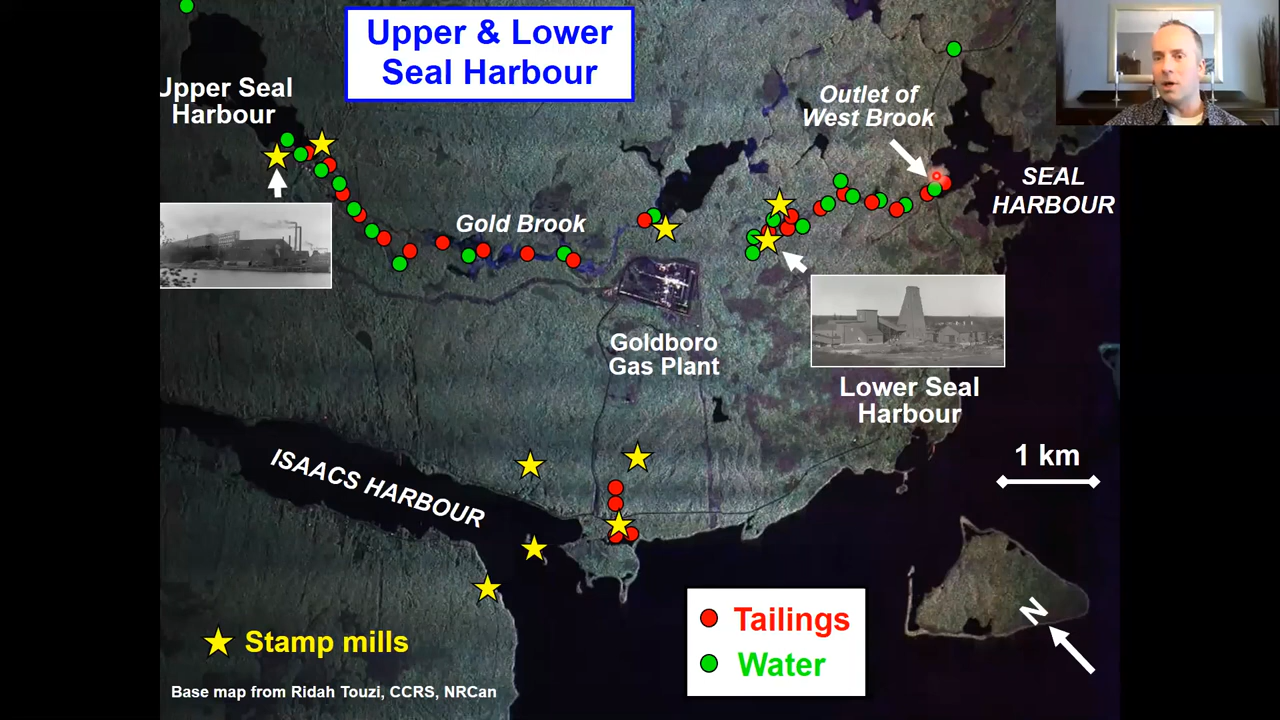 Upper & Lower
Seal Harbour
Upper Seal
Harbour
Outlet of
West Brook
SEAL
HARBOUR
Gold Brook
Goldboro
Gas Plant
Lower Seal
Harbour
1 km
ISAACS HARBOUR
N
Tailings
Water
Stamp mills
Base map from Ridah Touzi, CCRS, NRCan